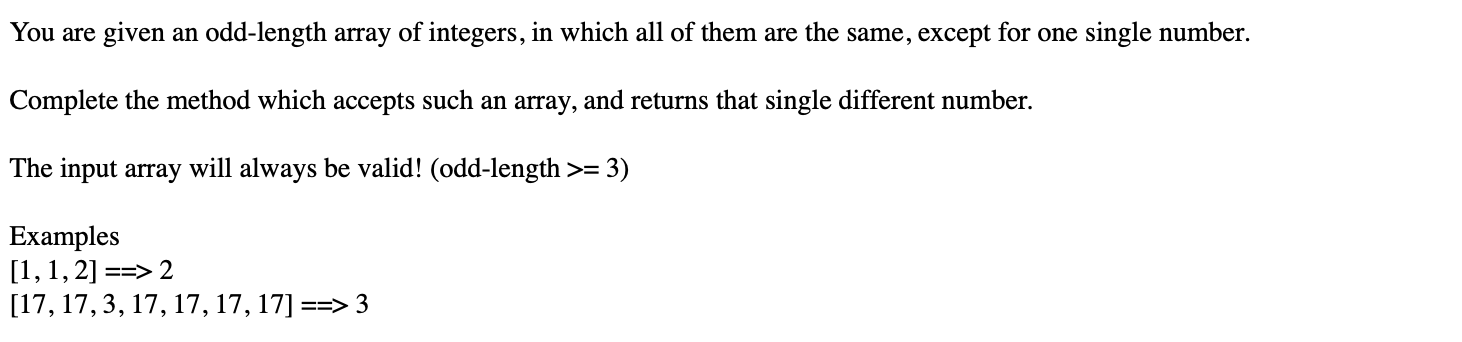 You are given an odd-length array of integers, in which all of them are the same, except for one single number.
Complete the method which accepts such an array, and returns that single different number.
The input array will always be valid! (odd-length >= 3)
Examples
[1, 1, 2] ==> 2
[17, 17, 3, 17, 17, 17, 17] ==> 3